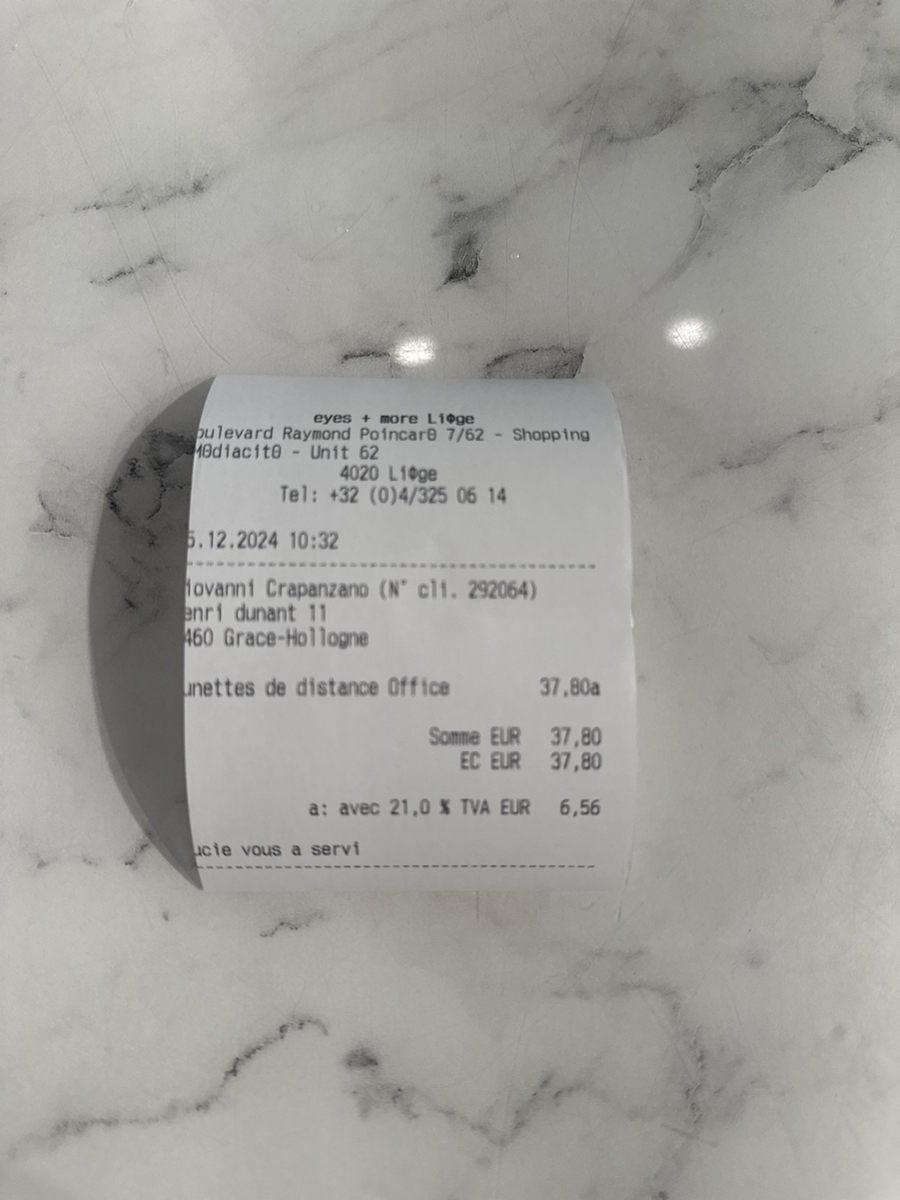 eyes + more Li�ge
oulevard Raymond Poincar0 7/62 - Shopping
M0diacit0 - Unit 62
4020 Li�ge
Tel: +32 (0)4/325 06 14
5.12.2024 10:32
iovanni Crapanzano (N° cli. 292064)
enri dunant 11
460 Grace-Hollogne
unettes de distance Office 37,80a
Somme EUR 37,80
EC EUR 37,80
a: avec 21,0 % TVA EUR 6,56
ucie vous a servi